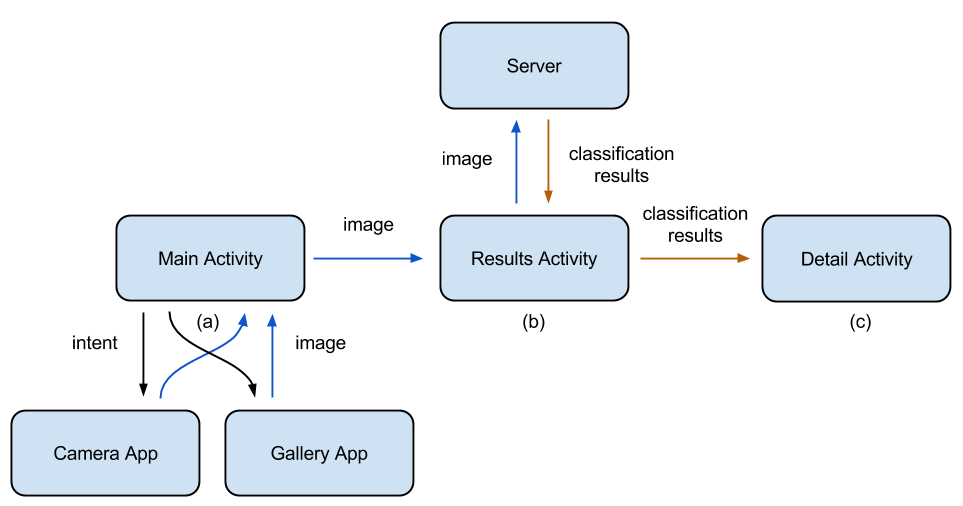 Server
image
classification
results
image
classification
results
Main Activity
Results Activity
Detail Activity
(a)
(b)
(c)
intent
image
Camera App
Gallery App